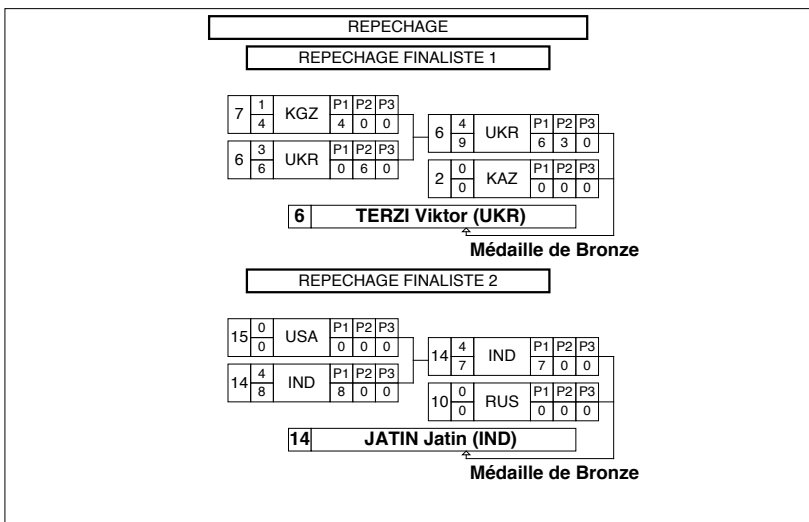 REPECHAGE
REPECHAGE FINALISTE 1
7 1 KGZ P1 P2 P3
4 4 0 0
6 3 UKR P1 P2 P3
6 0 6 0
6 4 UKR P1 P2 P3
9 6 3 0
2 0 KAZ P1 P2 P3
0 0 0 0
6 TERZI Viktor (UKR)
Médaille de Bronze
REPECHAGE FINALISTE 2
15 0 USA P1 P2 P3
0 0 0 0
14 4 IND P1 P2 P3
8 8 0 0
14 4 IND P1 P2 P3
7 7 0 0
10 0 RUS P1 P2 P3
0 0 0 0
14 JATIN Jatin (IND)
Médaille de Bronze